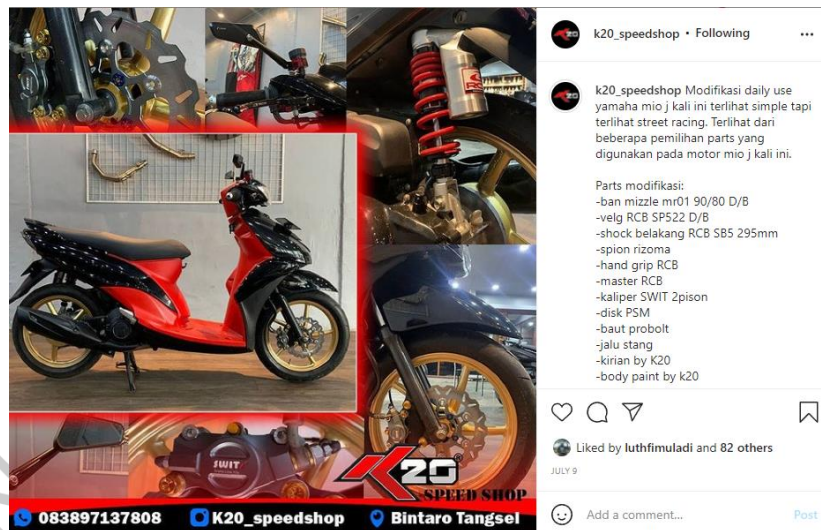 k20_speedshop • Following
k20_speedshop Modifikasi daily use
yamaha mio j kali ini terlihat simple tapi
terlihat street racing. Terlihat dari
beberapa pemilihan parts yang
digunakan pada motor mio j kali ini.
Parts modifikasi:
-ban mizzle mr01 90/80 D/B
-velg RCB SP522 D/B
-shock belakang RCB SB5 295mm
-spion rizoma
-hand grip RCB
-master RCB
-kaliper SWIT 2pison
-disk PSM
-baut probolt
-jalu stang
-kirian by K20
-body paint by k20
Liked by luthfimuladi and 82 others
JULY 9
Add a comment...
Post
SWIT
K20
SPEED SHOP
083897137808
K20_speedshop
Bintaro Tangsel